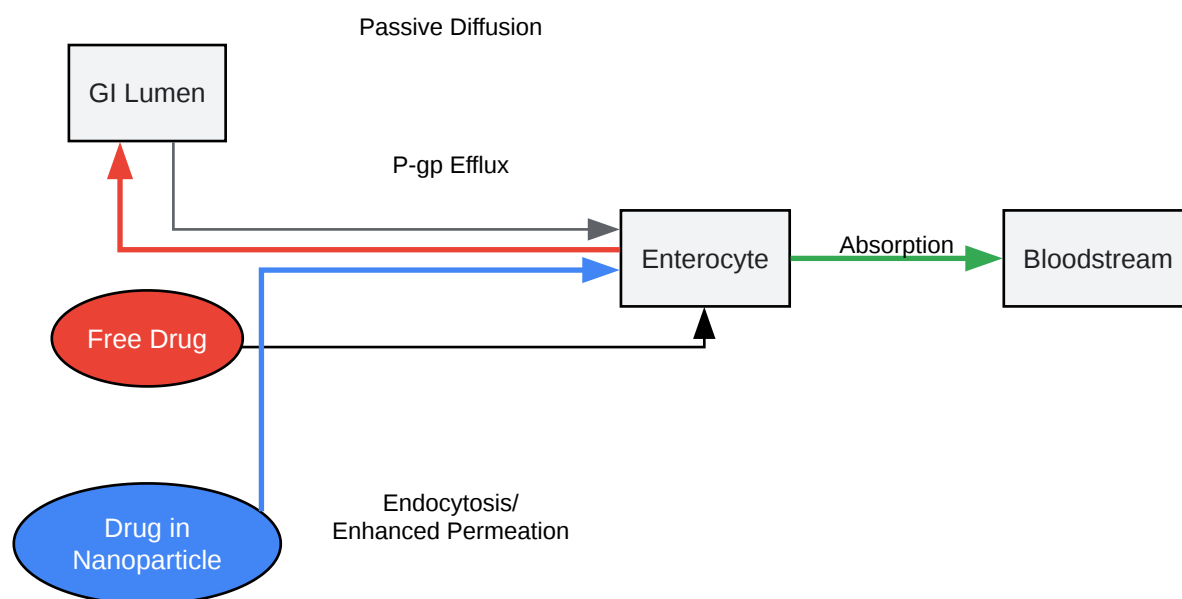 Passive Diffusion
GI Lumen
P-gp Efflux
Enterocyte
Absorption
Bloodstream
Free Drug
Endocytosis/
Enhanced Permeation
Drug in
Nanoparticle